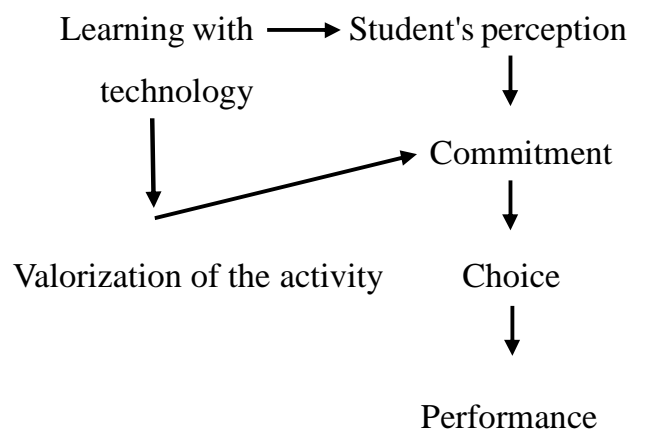 Learning with
Student's perception
technology
Commitment
Valorization of the activity
Choice
Performance